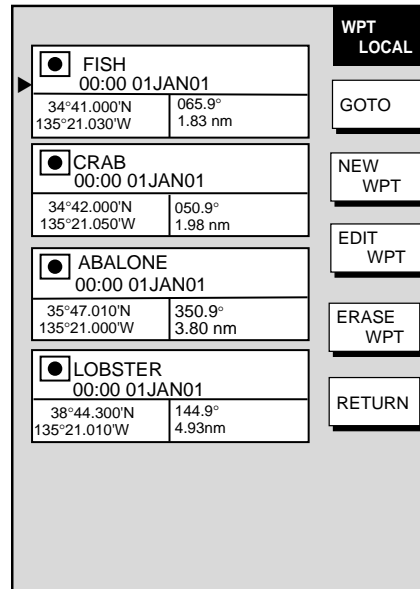 WPT
LOCAL
FISH
00:00 01JAN01
34°41.000'N 065.9°
135°21.030'W 1.83 nm
CRAB
00:00 01JAN01
34°42.000'N 050.9°
135°21.050'W 1.98 nm
ABALONE
00:00 01JAN01
35°47.010'N 350.9°
135°21.000'W 3.80 nm
LOBSTER
00:00 01JAN01
38°44.300'N 144.9°
135°21.010'W 4.93nm
GOTO
NEW
WPT
EDIT
WPT
ERASE
WPT
RETURN